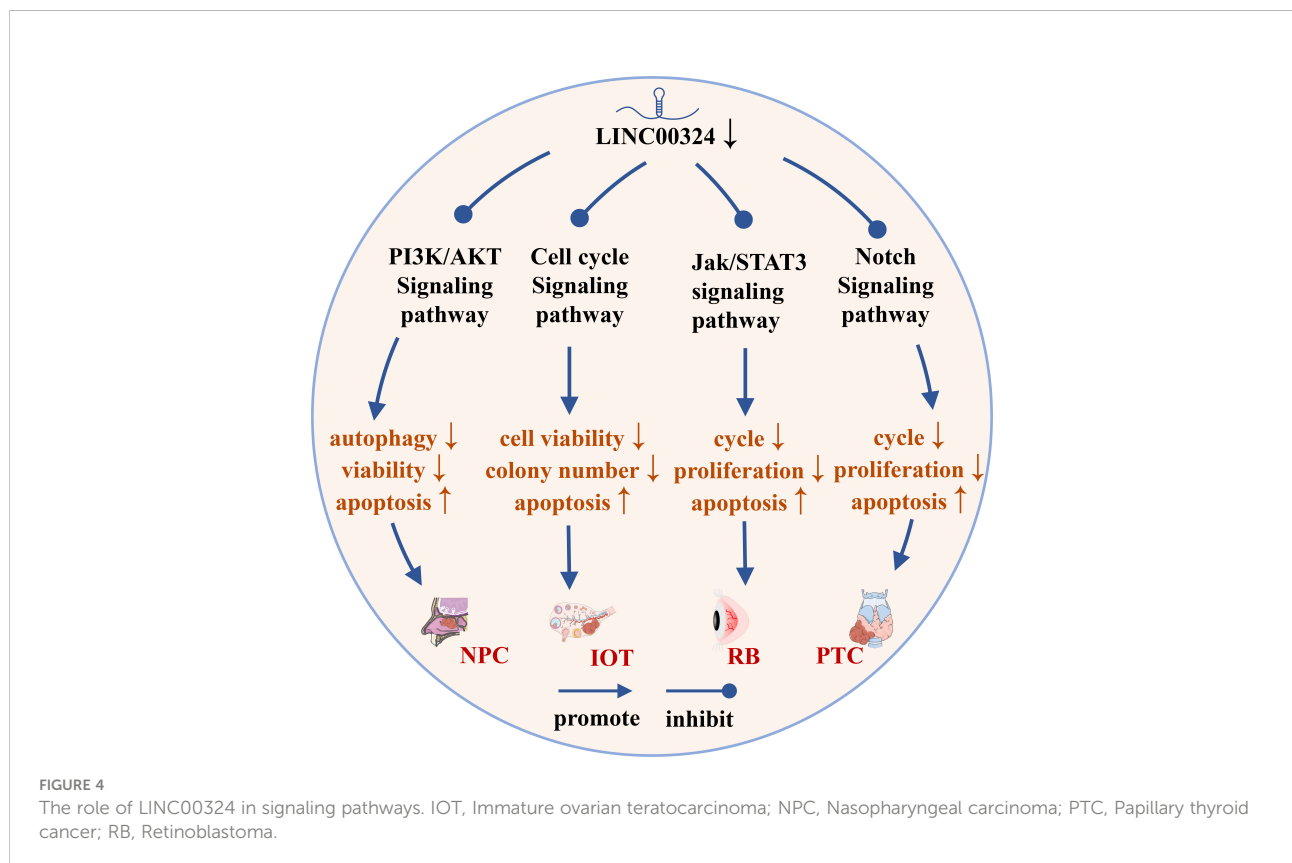 LINC00324 ↓
PI3K/AKT
Signaling
pathway
Cell cycle
Signaling
pathway
Jak/STAT3
signaling
pathway
Notch
Signaling
pathway
autophagy ↓
viability ↓
apoptosis ↑
cell viability ↓
colony number ↓
apoptosis ↑
cycle ↓
proliferation ↓
apoptosis ↑
cycle ↓
proliferation ↓
apoptosis ↑
NPC
IOT
RB
PTC
promote
inhibit
FIGURE 4
The role of LINC00324 in signaling pathways. IOT, Immature ovarian teratocarcinoma; NPC, Nasopharyngeal carcinoma; PTC, Papillary thyroid
cancer; RB, Retinoblastoma.